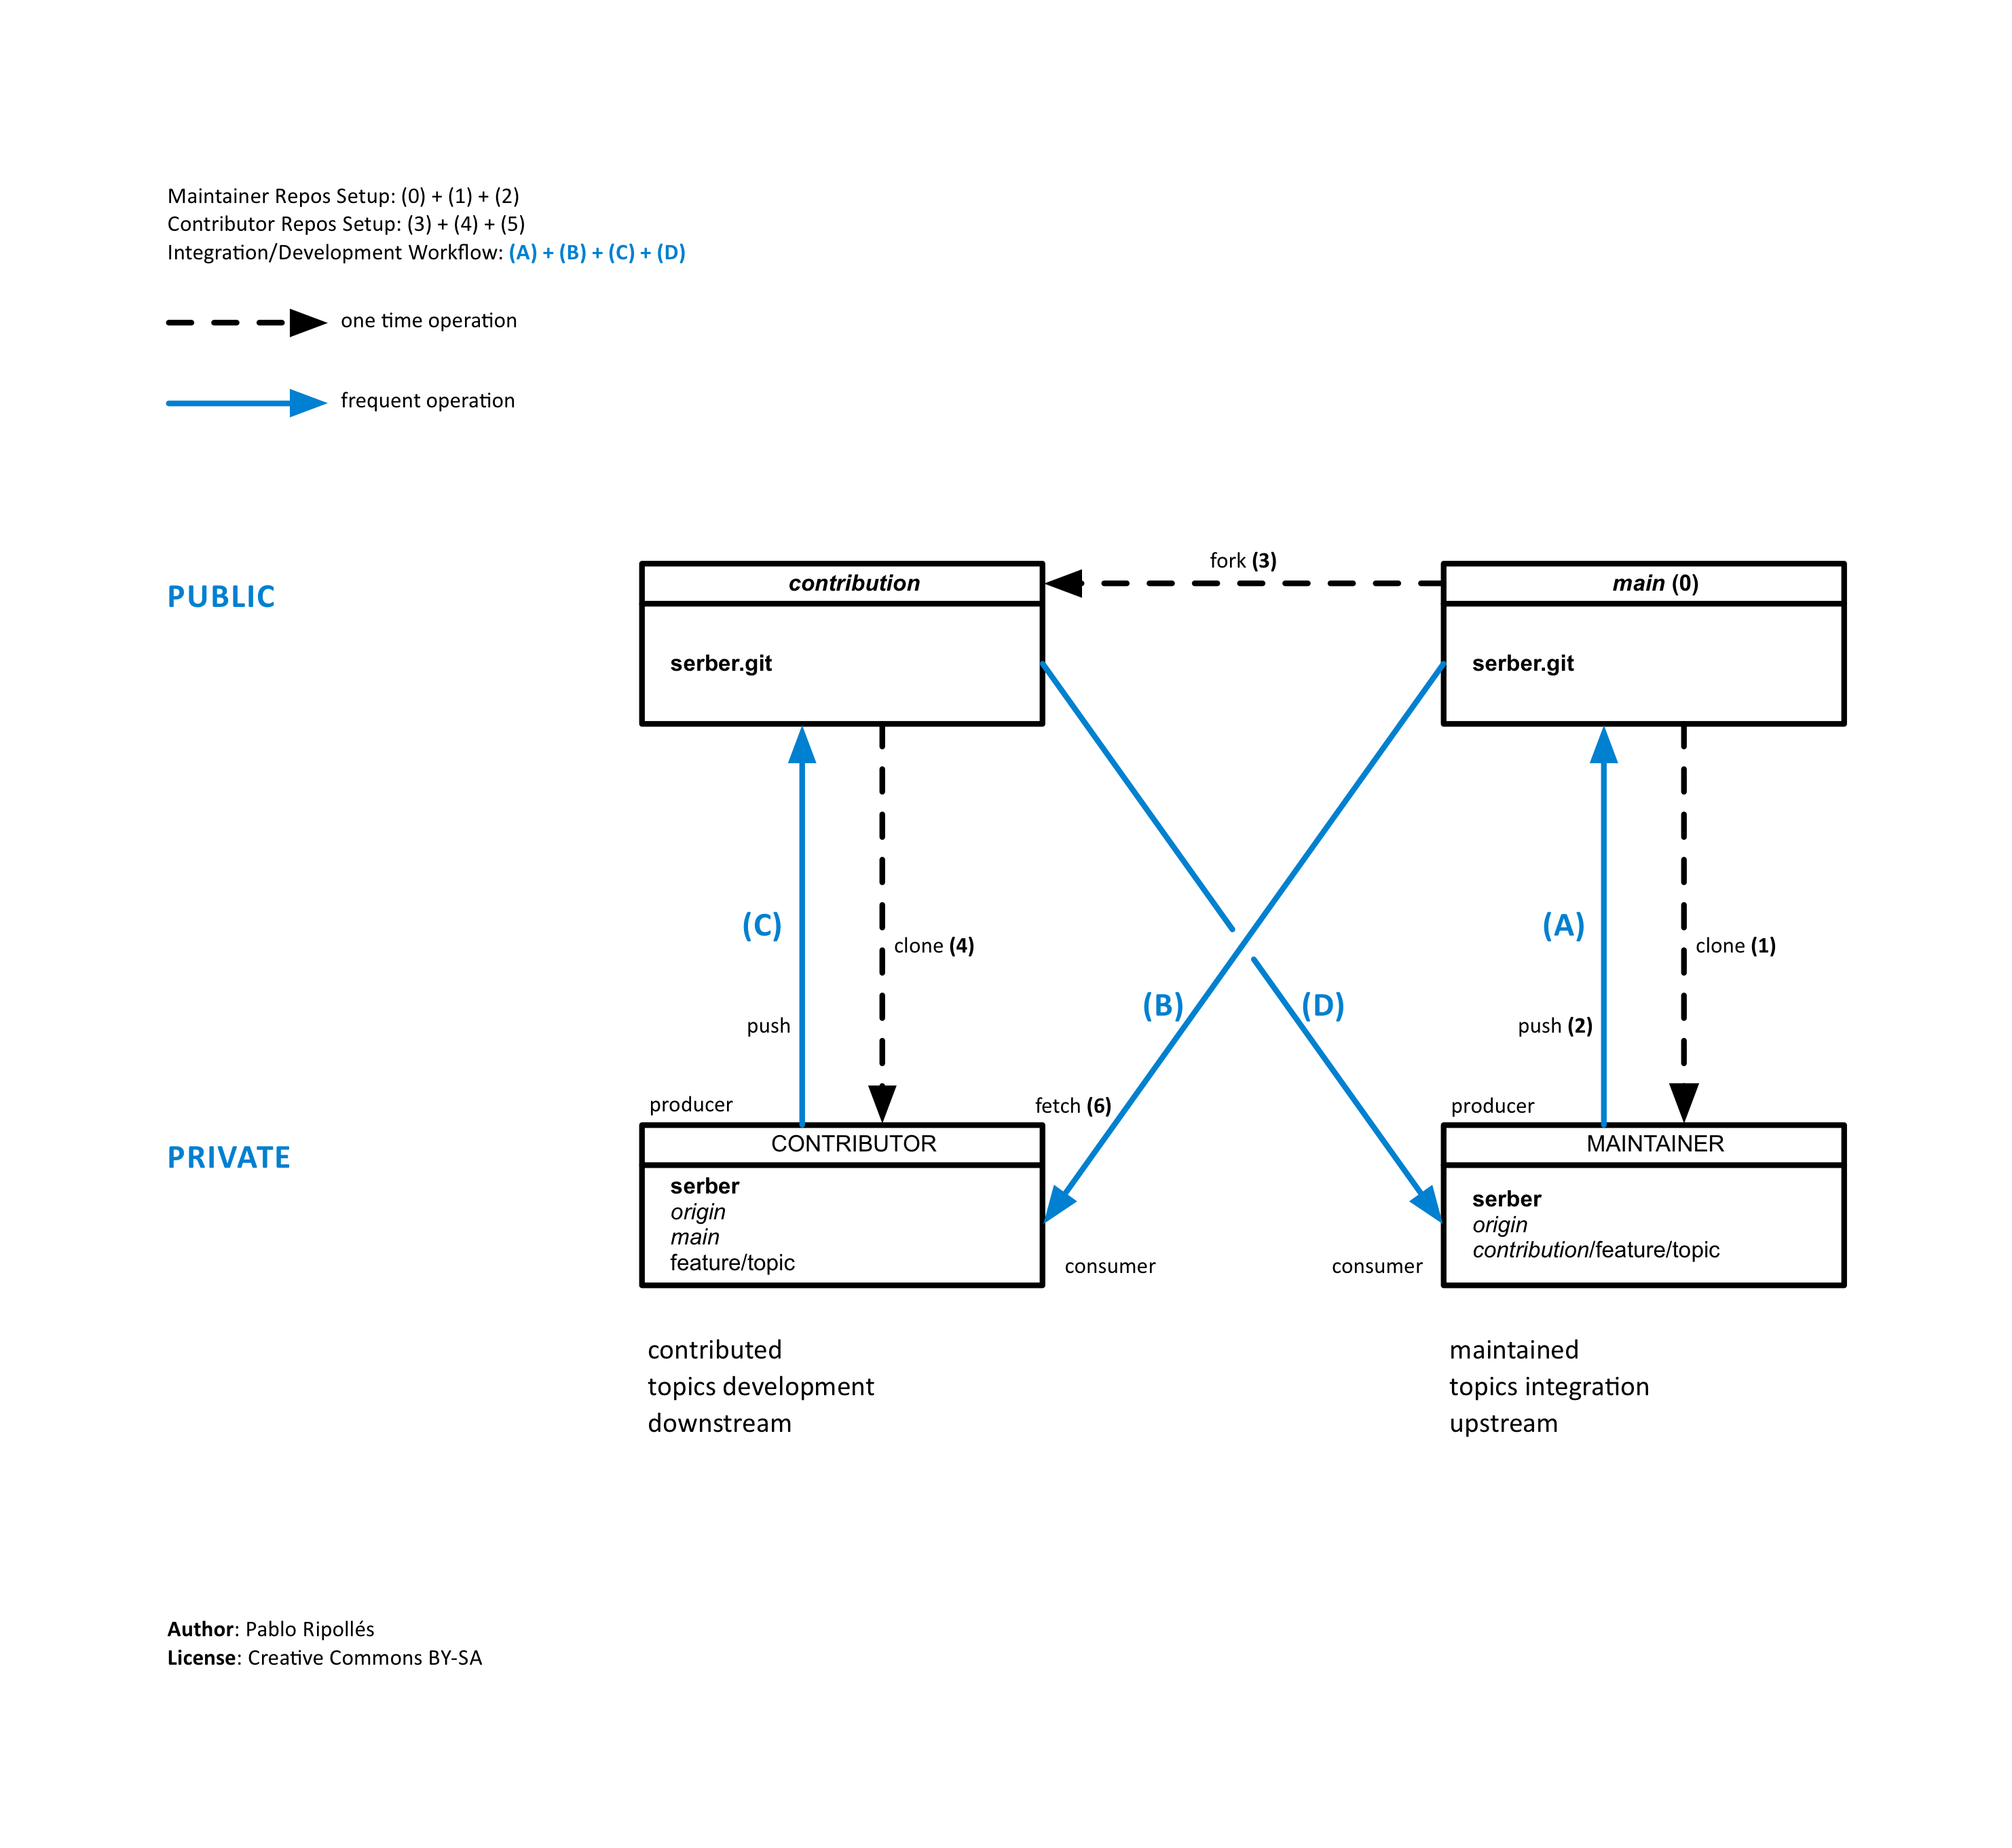 Maintainer Repos Setup: (0) + (1) + (2)
Contributor Repos Setup: (3) + (4) + (5)
Integration/Development Workflow: (A) + (B) + (C) + (D)
one time operation
frequent operation
PUBLIC
contribution
serber.git
fork (3)
main (0)
serber.git
(C)
clone (4)
push
(B)
(D)
(A)
clone (1)
push (2)
producer
fetch (6)
producer
PRIVATE
CONTRIBUTOR
serber
origin
main
feature/topic
consumer
consumer
MAINTAINER
serber
origin
contribution/feature/topic
contributed
topics development
downstream
maintained
topics integration
upstream
Author: Pablo Ripollés
License: Creative Commons BY-SA